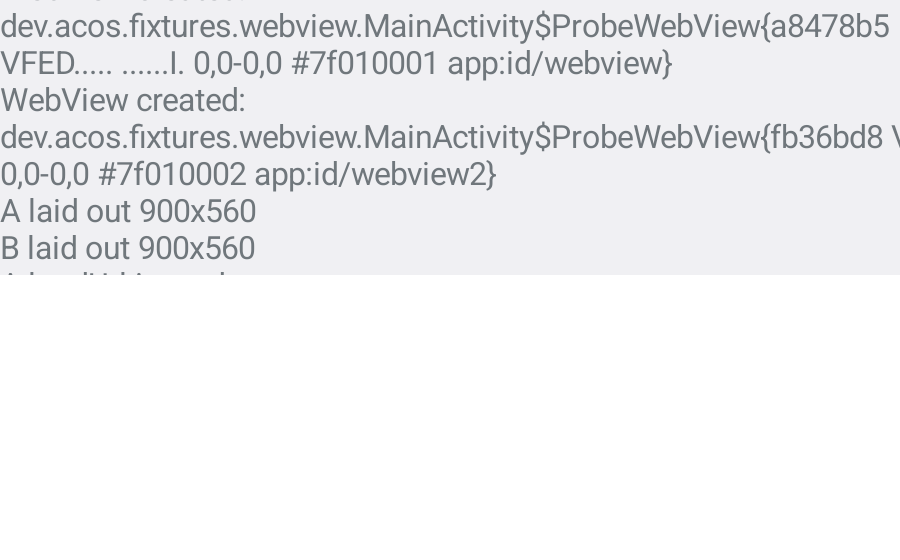 dev.acos.fixtures.webview.MainActivity$ProbeWebView{a8478b5
VFED..... ......I. 0,0-0,0 #7f010001 app:id/webview}
WebView created:
dev.acos.fixtures.webview.MainActivity$ProbeWebView{fb36bd8
0,0-0,0 #7f010002 app:id/webview2}
A laid out 900x560
B laid out 900x560